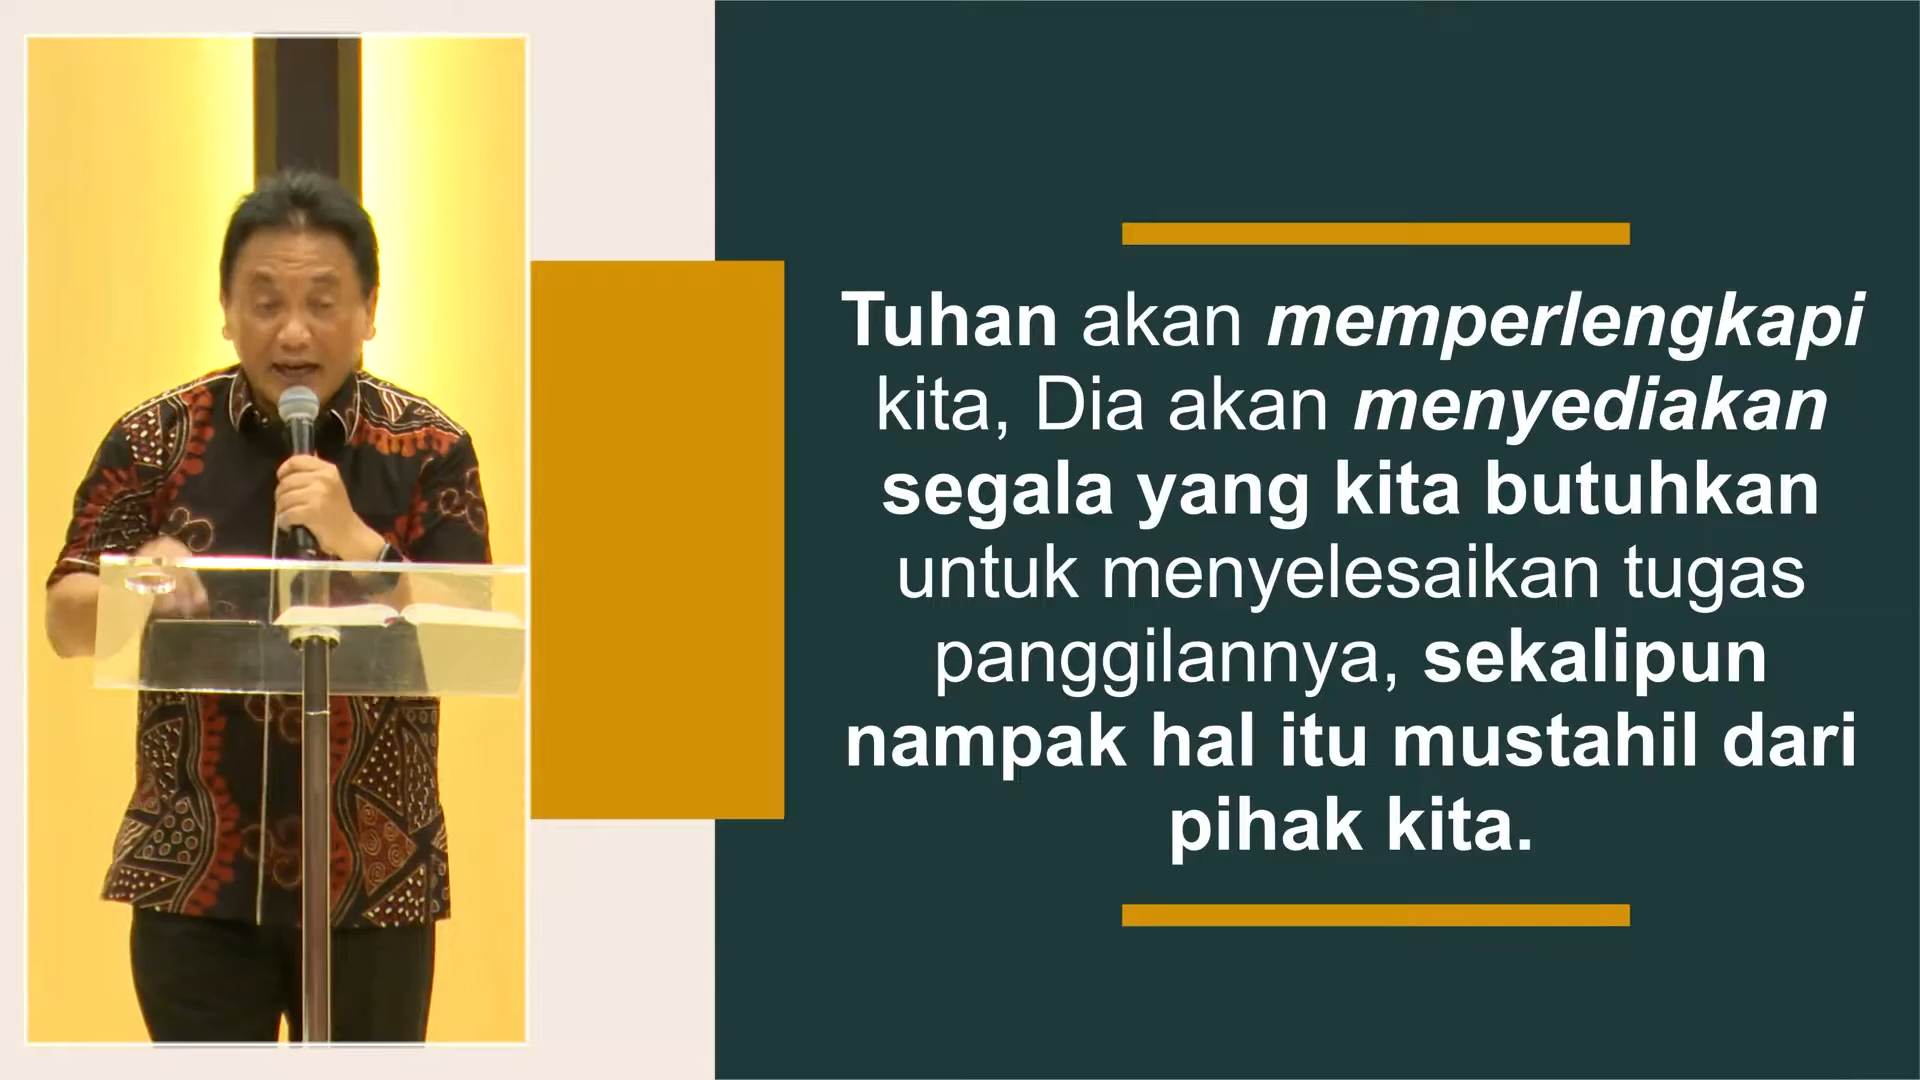 Tuhan akan memperlengkapi
kita, Dia akan menyediakan
segala yang kita butuhkan
untuk menyelesaikan tugas
panggilannya, sekalipun
nampak hal itu mustahil dari
pihak kita.